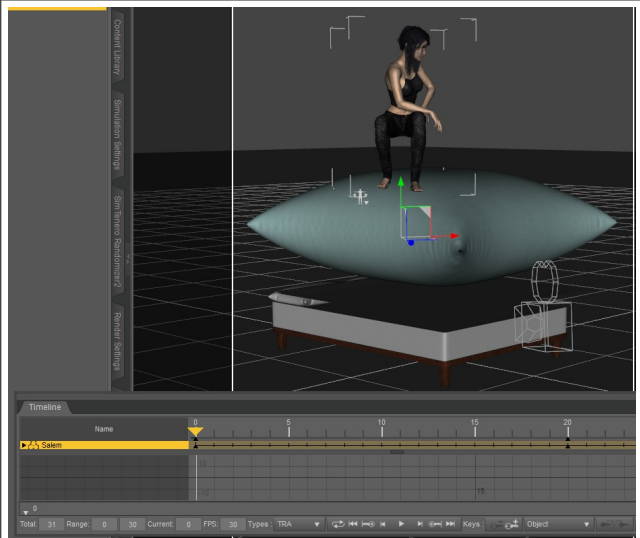 Content Library
Simulation Settings
SimTenero Randomizer2
Render Settings
Timeline
Name
0 5 10 15 20
Salem
15
0
Total: 31 Range: 0 30 Current: 0 FPS: 30 Types : TRA Keys : Object